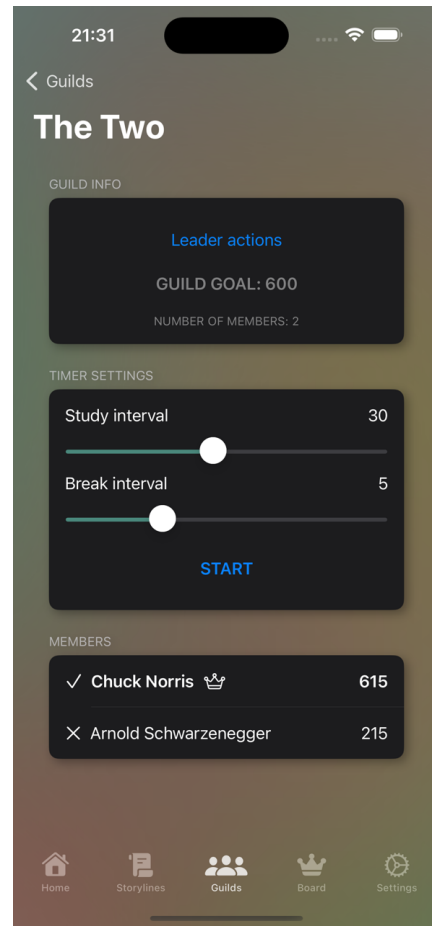 21:31
Guilds
The Two
GUILD INFO
Leader actions
GUILD GOAL: 600
NUMBER OF MEMBERS: 2
TIMER SETTINGS
Study interval 30
Break interval 5
START
MEMBERS
Chuck Norris 615
Arnold Schwarzenegger 215
Home Storylines Guilds Board Settings